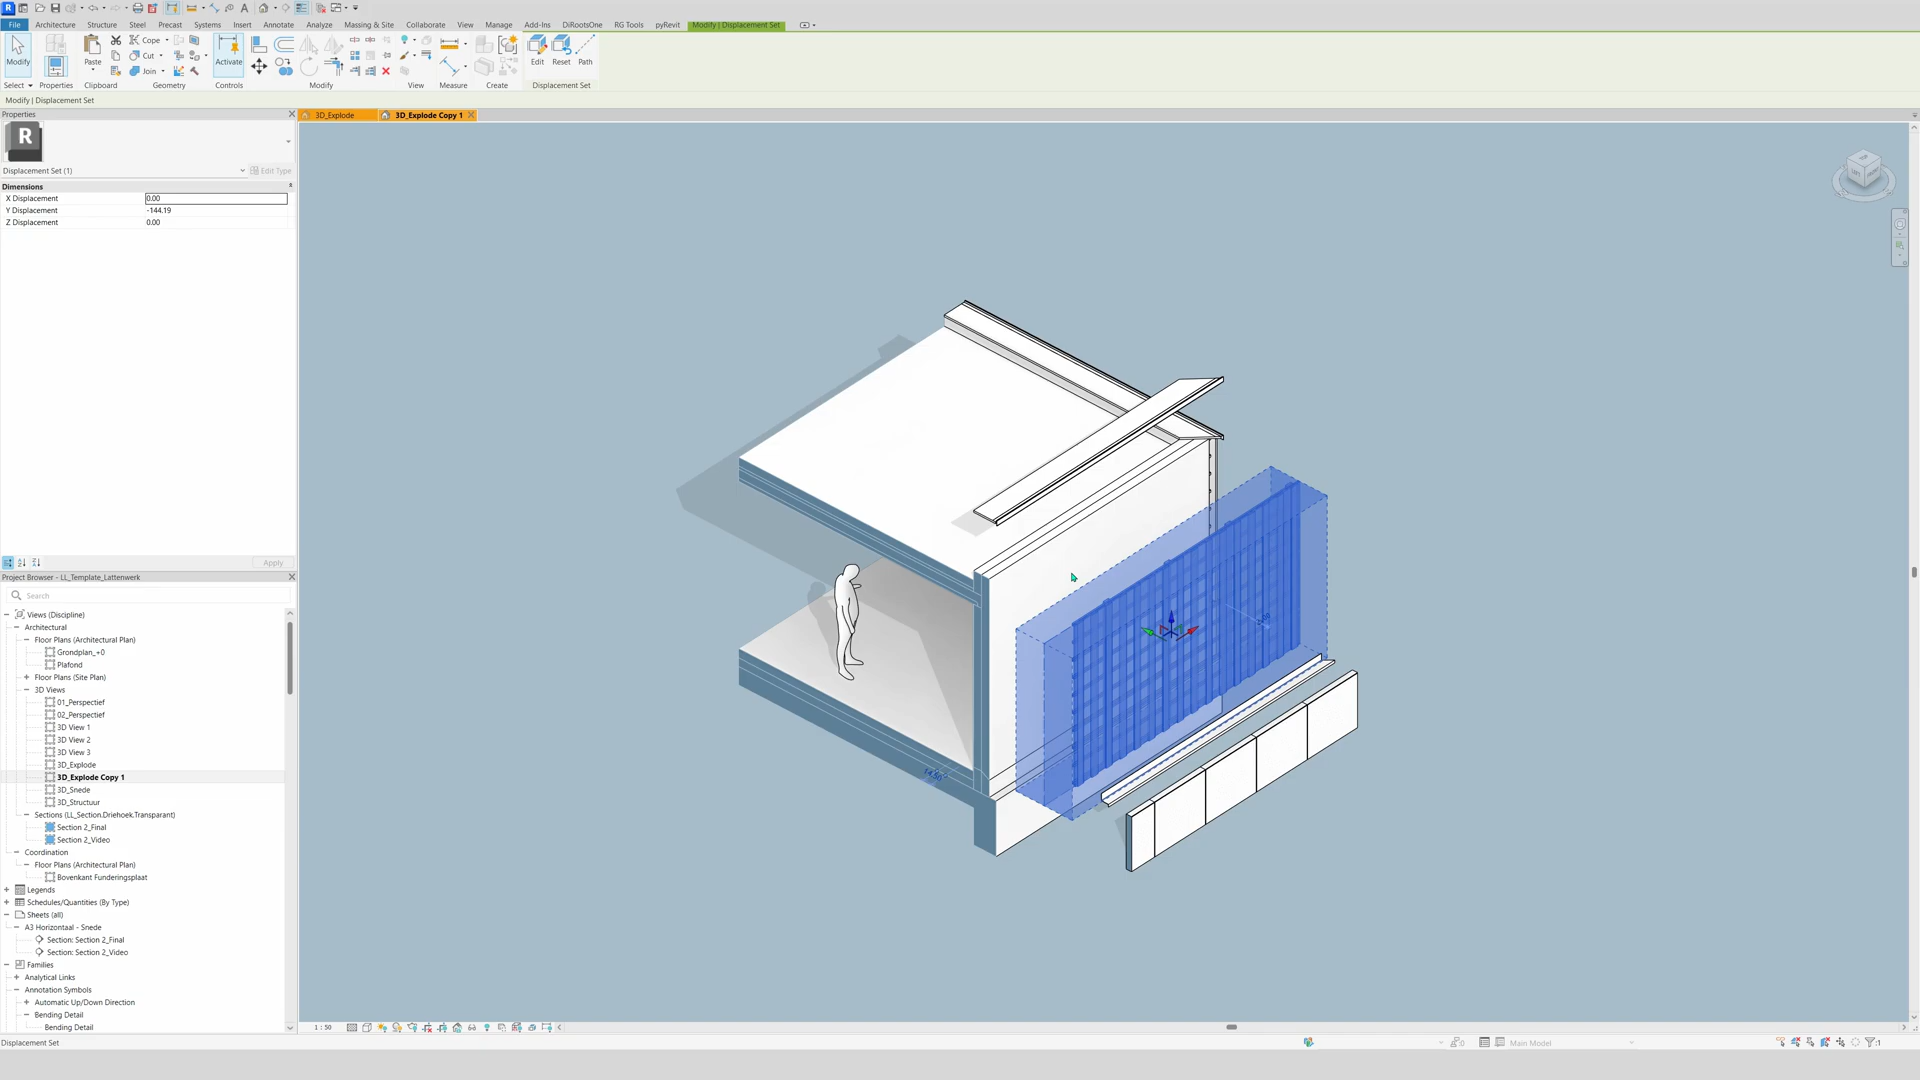 File Architecture Structure Steel Precast Systems Insert Annotate Analyze Massing & Site Collaborate View Manage Add-Ins DiRootsOne RG Tools pyRevit Modify | Displacement Set
Modify Paste Cope Cut Join Activate Edit Reset Path
Select Properties Clipboard Geometry Controls Modify View Measure Create Displacement Set
Modify | Displacement Set
Properties
3D_Explode
3D_Explode Copy 1
R
Displacement Set (1)
Edit Type
Dimensions
X Displacement 0.00
Y Displacement -144.19
Z Displacement 0.00
Apply
Project Browser - LL_Template_Lattenwerk
Search
Views (Discipline)
Architectural
Floor Plans (Architectural Plan)
Grondplan_+0
Plafond
Floor Plans (Site Plan)
3D Views
01_Perspectief
02_Perspectief
3D View 1
3D View 2
3D View 3
3D_Explode
3D_Explode Copy 1
3D_Snede
3D_Structuur
Sections (LL_Section.Driehoek.Transparant)
Section 2_Final
Section 2_Video
Coordination
Floor Plans (Architectural Plan)
Bovenkant Funderingsplaat
Legends
Schedules/Quantities (By Type)
Sheets (all)
A3 Horizontaal - Snede
Section: Section 2_Final
Section: Section 2_Video
Families
Analytical Links
Annotation Symbols
Automatic Up/Down Direction
Bending Detail
Bending Detail
1 : 50
Displacement Set
:0
Main Model
:1